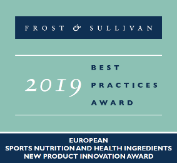 FROST & SULLIVAN
BEST
2019 PRACTICES
AWARD
EUROPEAN
SPORTS NUTRITION AND HEALTH INGREDIENTS
NEW PRODUCT INNOVATION AWARD